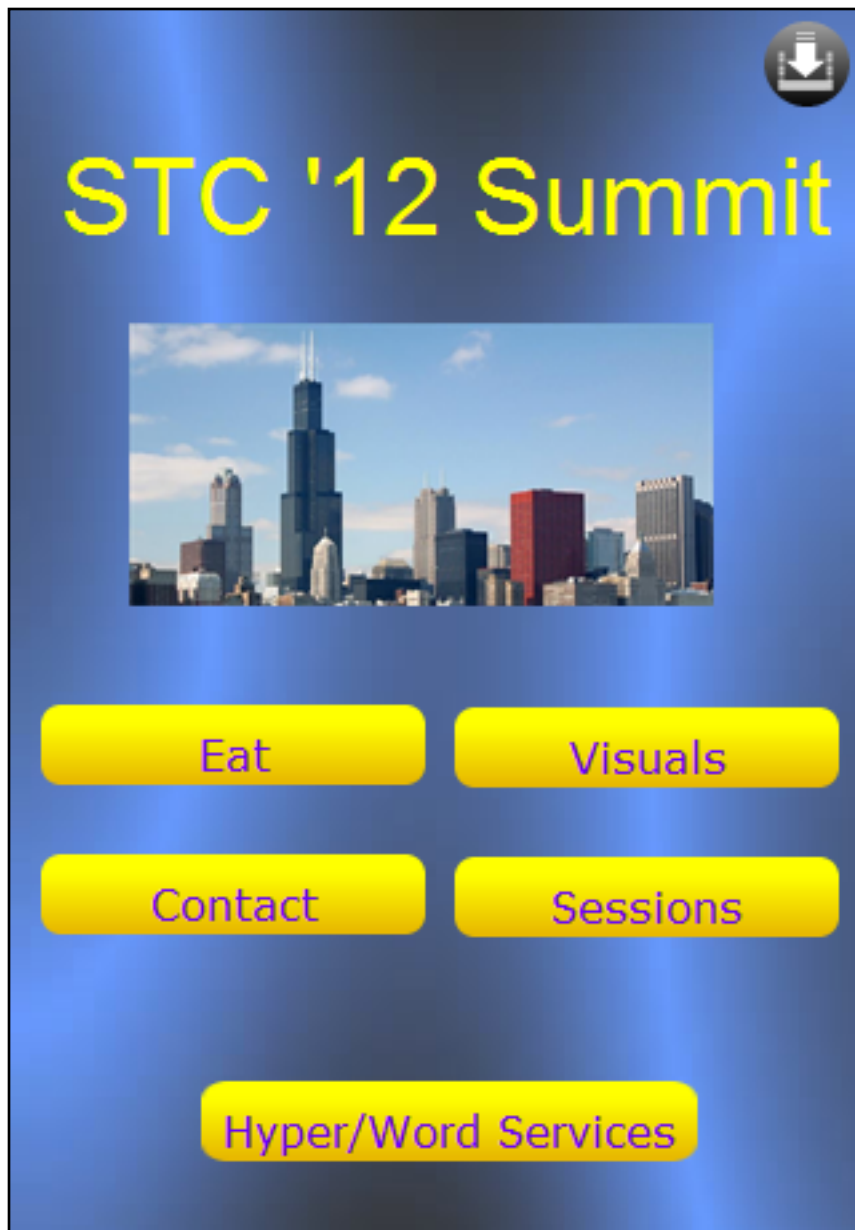 STC '12 Summit
Eat
Visuals
Contact
Sessions
Hyper/Word Services